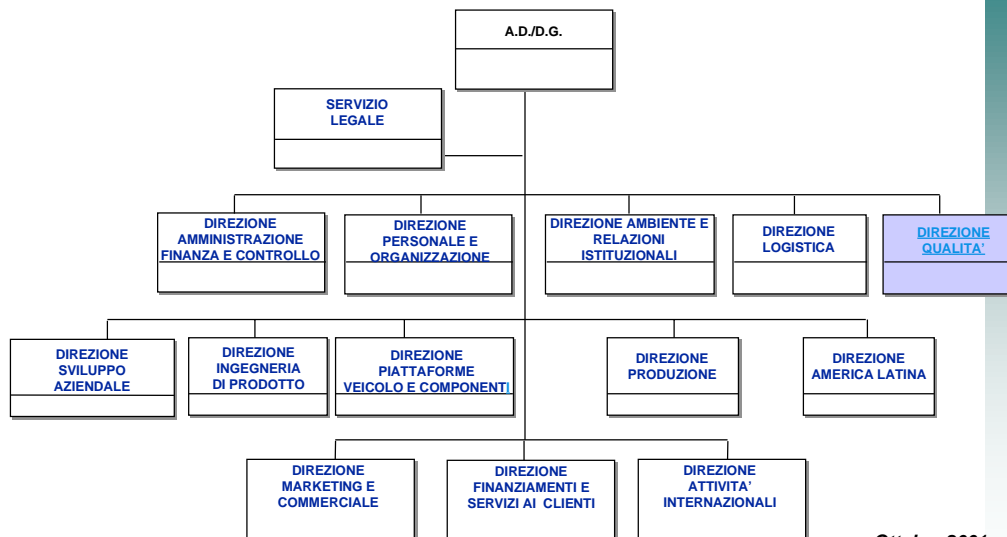 A.D./D.G.
SERVIZIO
LEGALE
DIREZIONE
AMMINISTRAZIONE
FINANZA E CONTROLLO
DIREZIONE
PERSONALE E
ORGANIZZAZIONE
DIREZIONE AMBIENTE E
RELAZIONI
ISTITUZIONALI
DIREZIONE
LOGISTICA
DIREZIONE
QUALITA'
DIREZIONE
SVILUPPO
AZIENDALE
DIREZIONE
INGEGNERIA
DI PRODOTTO
DIREZIONE
PIATTAFORME
VEICOLO E COMPONENTI
DIREZIONE
PRODUZIONE
DIREZIONE
AMERICA LATINA
DIREZIONE
MARKETING E
COMMERCIALE
DIREZIONE
FINANZIAMENTI E
SERVIZI AI CLIENTI
DIREZIONE
ATTIVITA'
INTERNAZIONALI